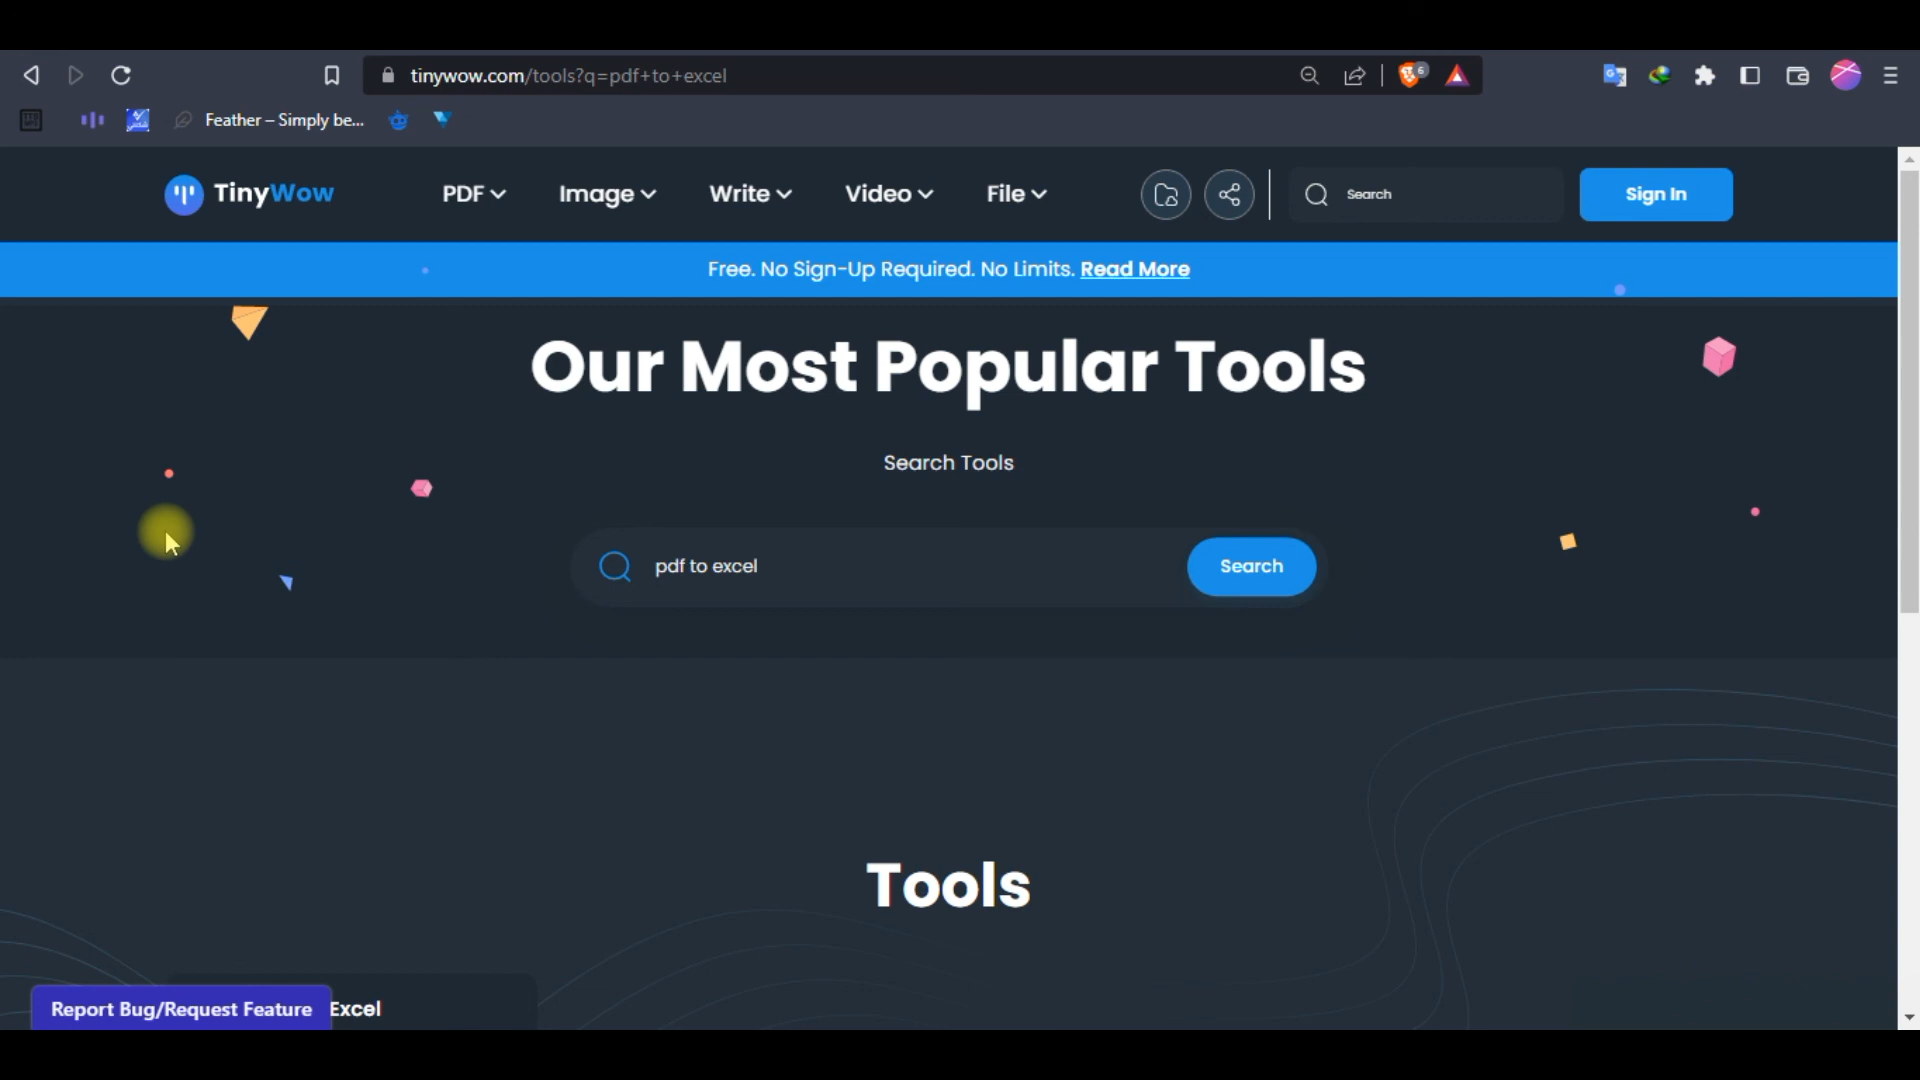 tinywow.com/tools?q=pdf+to+excel
6
Feather – Simply be...
TinyWow
PDF
Image
Write
Video
File
Search
Sign In
Free. No Sign-Up Required. No Limits. Read More
Our Most Popular Tools
Search Tools
pdf to excel
Search
Tools
Report Bug/Request Feature
Excel